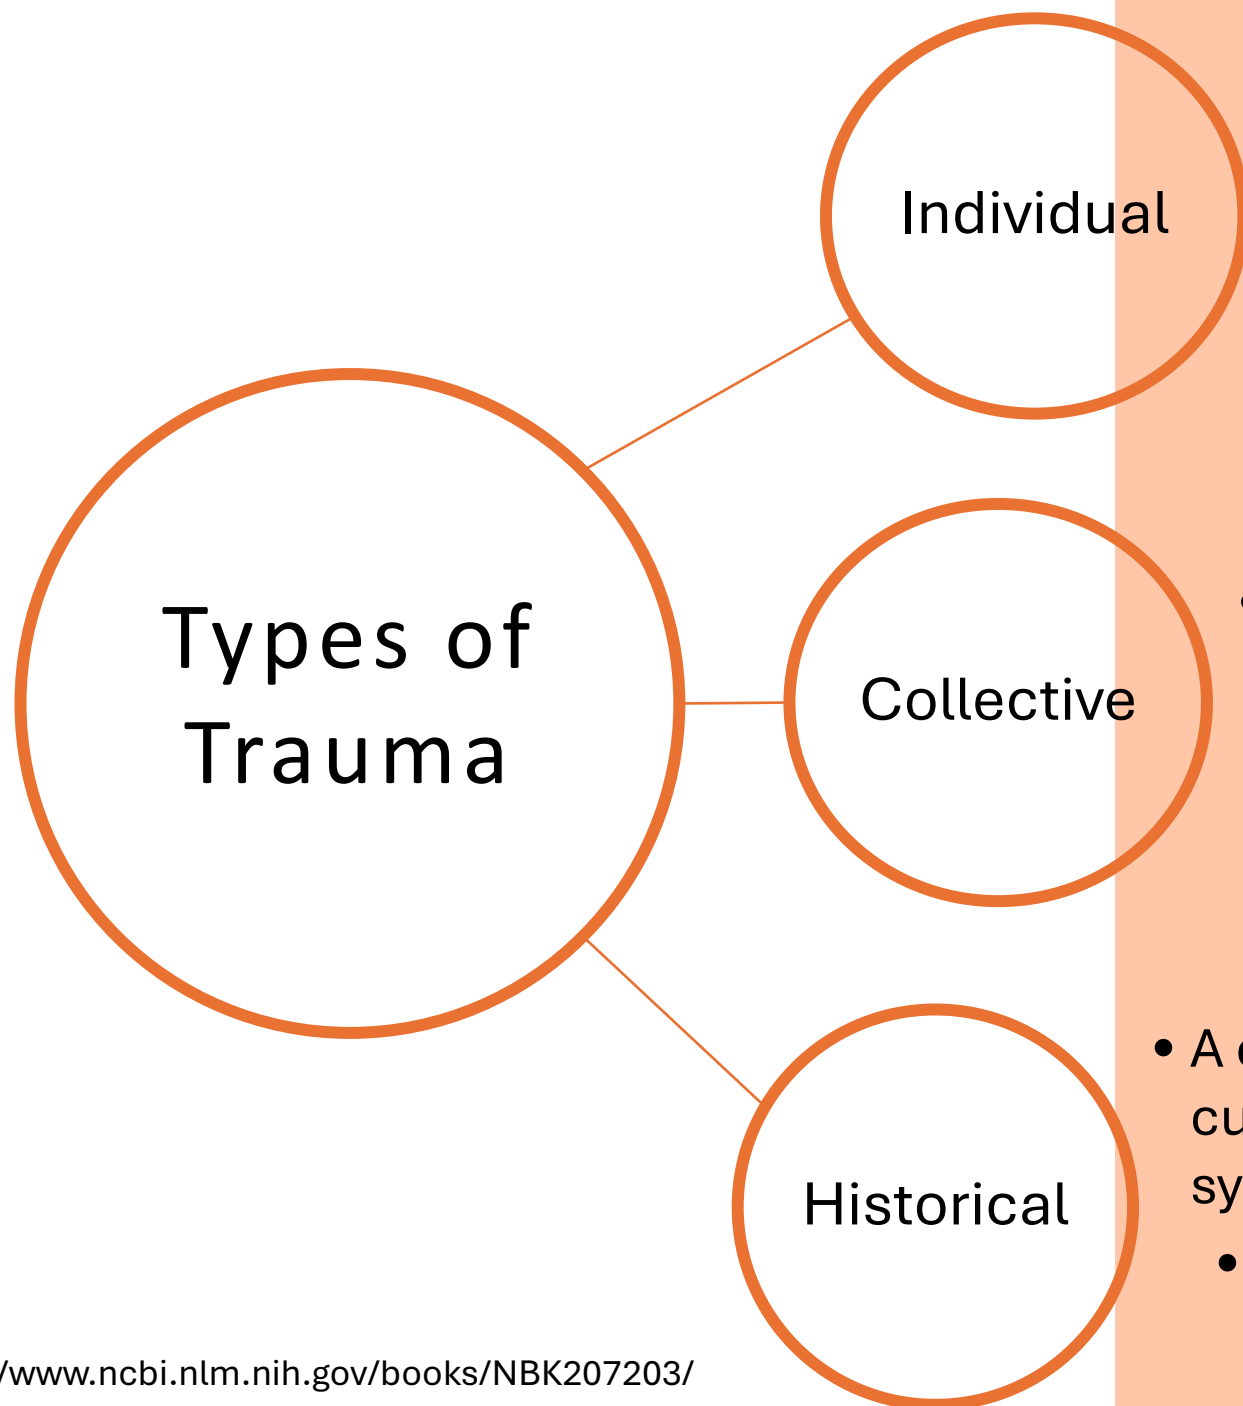 Individual
Types of
Trauma
Collective
Historical
• A
cu
sy
•
/www.ncbi.nlm.nih.gov/books/NBK207203/